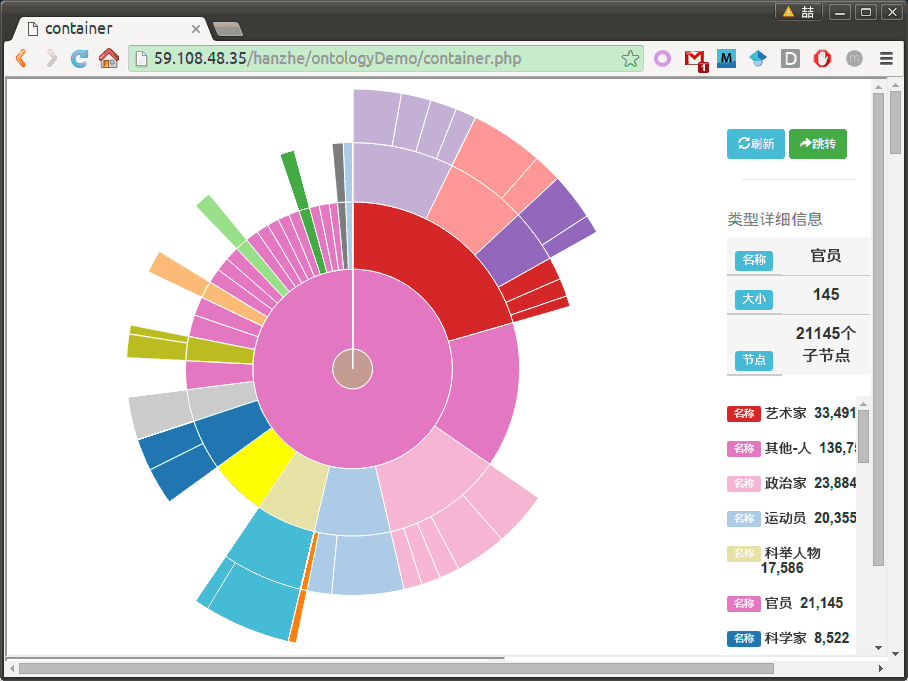 喆
container
59.108.48.35/hanzhe/ontologyDemo/container.php
1
M
D
m
刷新 跳转
类型详细信息
名称 官员
大小 145
节点 21145个
子节点
名称 艺术家 33,491
名称 其他-人 136,75
名称 政治家 23,884
名称 运动员 20,355
名称 科举人物
17,586
名称 官员 21,145
名称 科学家 8,522